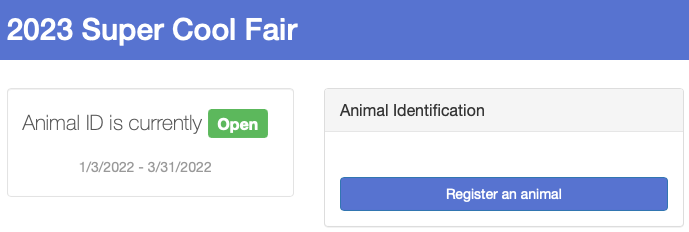 2023 Super Cool Fair
Animal ID is currently Open
1/3/2022 - 3/31/2022
Animal Identification
Register an animal